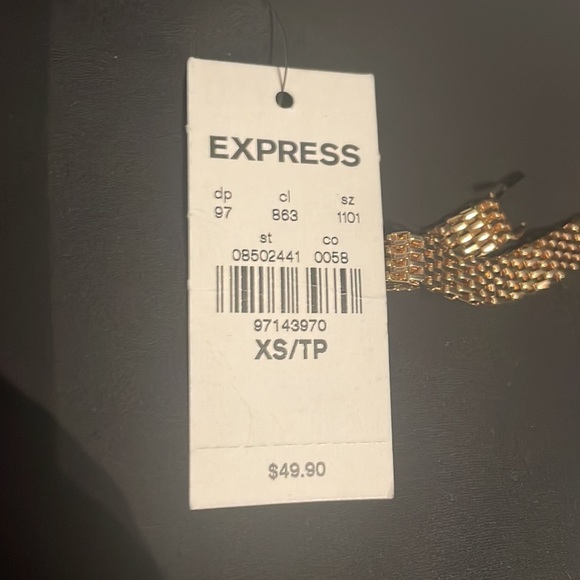 EXPRESS
dp cl sz
97 863 1101
st co
08502441 0058
97143970
XS/TP
$49.90